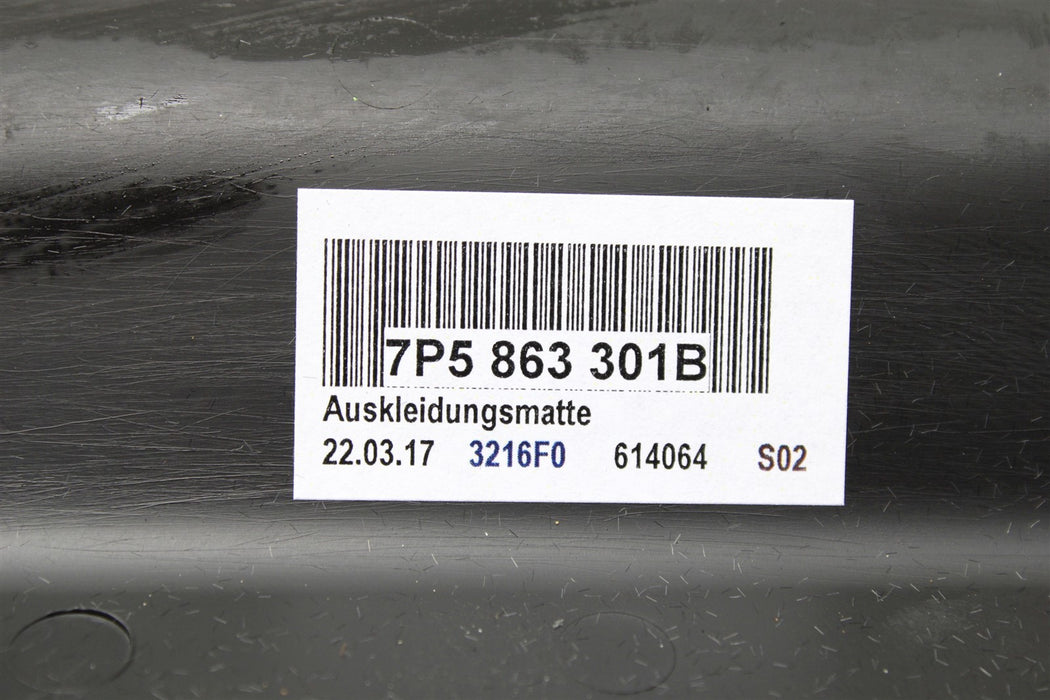 7P5 863 301B
Auskleidungsmatte
22.03.17 3216F0 614064 S02